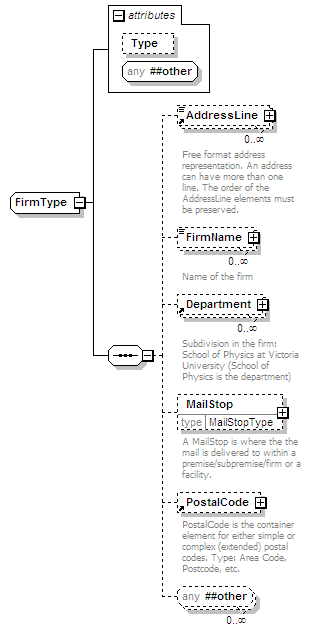 attributes
Type
any ##other
AddressLine
0..∞
Free format address
representation. An address
can have more than one
line. The order of the
AddressLine elements must
be preserved.
FirmType
FirmName
0..∞
Name of the firm
Department
0..∞
Subdivision in the firm:
School of Physics at Victoria
University (School of
Physics is the department)
MailStop
type MailStopType
A MailStop is where the the
mail is delivered to within a
premise/subpremise/firm or a
facility.
PostalCode
PostalCode is the container
element for either simple or
complex (extended) postal
codes. Type: Area Code,
Postcode, etc.
any ##other
0..∞